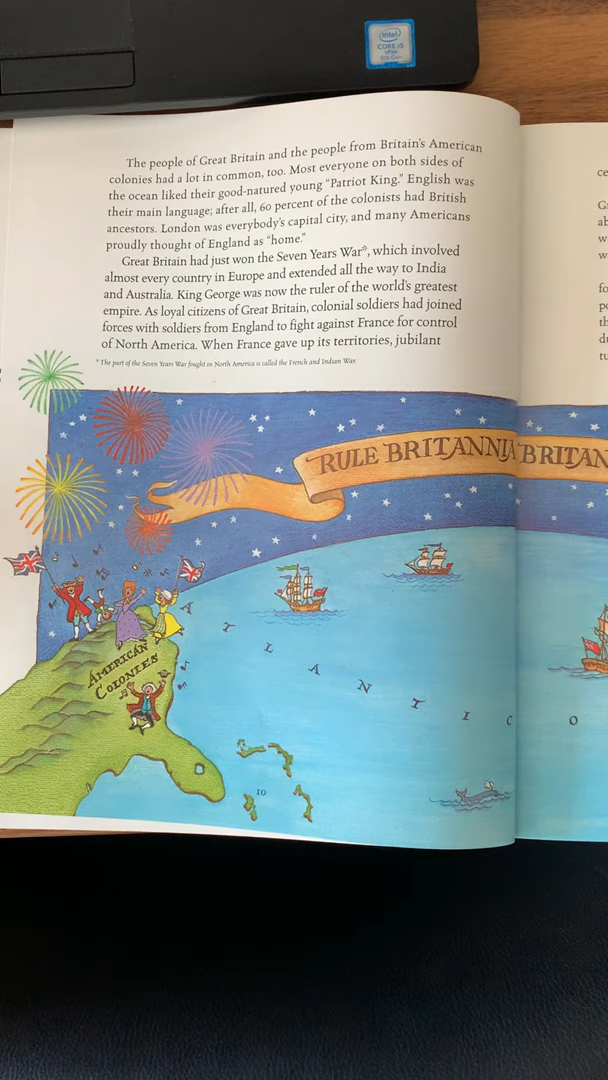 intel
CORE i5
vPro
8th Gen
The people of Great Britain and the people from Britain's American
colonies had a lot in common, too. Most everyone on both sides of
the ocean liked their good-natured young "Patriot King." English was
their main language; after all, 60 percent of the colonists had British
ancestors. London was everybody's capital city, and many Americans
proudly thought of England as "home."
Great Britain had just won the Seven Years War*, which involved
almost every country in Europe and extended all the way to India
and Australia. King George was now the ruler of the world's greatest
empire. As loyal citizens of Great Britain, colonial soldiers had joined
forces with soldiers from England to fight against France for control
of North America. When France gave up its territories, jubilant
* The part of the Seven Years War fought in North America is called the French and Indian War.
RULE BRITANNIA BRITAN
AMERICAN
COLONIES
ATLANTIC O
10